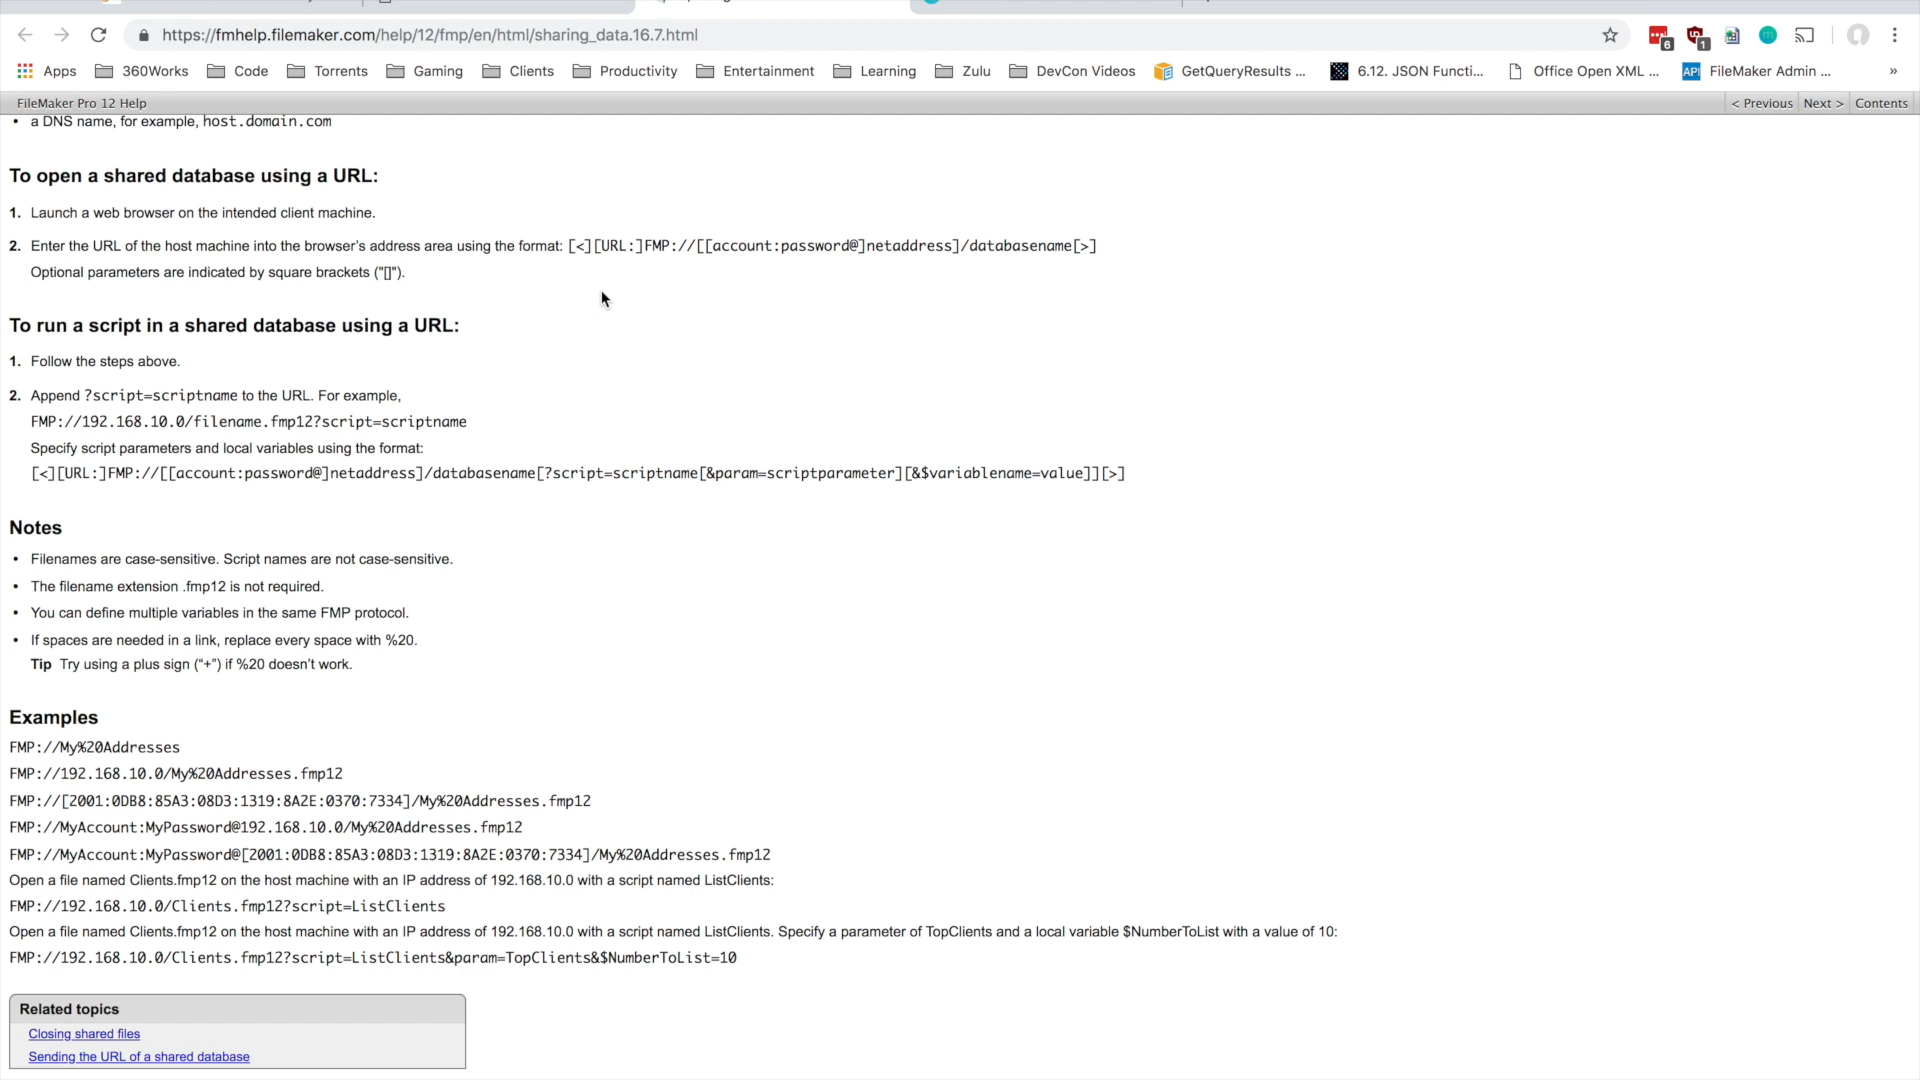 https://fmhelp.filemaker.com/help/12/fmp/en/html/sharing_data.16.7.html
6
1
Apps 360Works Code Torrents Gaming Clients Productivity Entertainment Learning Zulu DevCon Videos GetQueryResults ... 6.12. JSON Functi... Office Open XML ... API FileMaker Admin ... »
FileMaker Pro 12 Help < Previous Next > Contents
• a DNS name, for example, host.domain.com
To open a shared database using a URL:
1. Launch a web browser on the intended client machine.
2. Enter the URL of the host machine into the browser's address area using the format: [<][URL:]FMP://[[account:password@]netaddress]/databasename[>]
Optional parameters are indicated by square brackets ("[]").
To run a script in a shared database using a URL:
1. Follow the steps above.
2. Append ?script=scriptname to the URL. For example,
FMP://192.168.10.0/filename.fmp12?script=scriptname
Specify script parameters and local variables using the format:
[<][URL:]FMP://[[account:password@]netaddress]/databasename[?script=scriptname[&param=scriptparameter][&$variablename=value]][>]
Notes
• Filenames are case-sensitive. Script names are not case-sensitive.
• The filename extension .fmp12 is not required.
• You can define multiple variables in the same FMP protocol.
• If spaces are needed in a link, replace every space with %20.
Tip Try using a plus sign (“+”) if %20 doesn’t work.
Examples
FMP://My%20Addresses
FMP://192.168.10.0/My%20Addresses.fmp12
FMP://[2001:0DB8:85A3:08D3:1319:8A2E:0370:7334]/My%20Addresses.fmp12
FMP://MyAccount:MyPassword@192.168.10.0/My%20Addresses.fmp12
FMP://MyAccount:MyPassword@[2001:0DB8:85A3:08D3:1319:8A2E:0370:7334]/My%20Addresses.fmp12
Open a file named Clients.fmp12 on the host machine with an IP address of 192.168.10.0 with a script named ListClients:
FMP://192.168.10.0/Clients.fmp12?script=ListClients
Open a file named Clients.fmp12 on the host machine with an IP address of 192.168.10.0 with a script named ListClients. Specify a parameter of TopClients and a local variable $NumberToList with a value of 10:
FMP://192.168.10.0/Clients.fmp12?script=ListClients&param=TopClients&$NumberToList=10
Related topics
Closing shared files
Sending the URL of a shared database